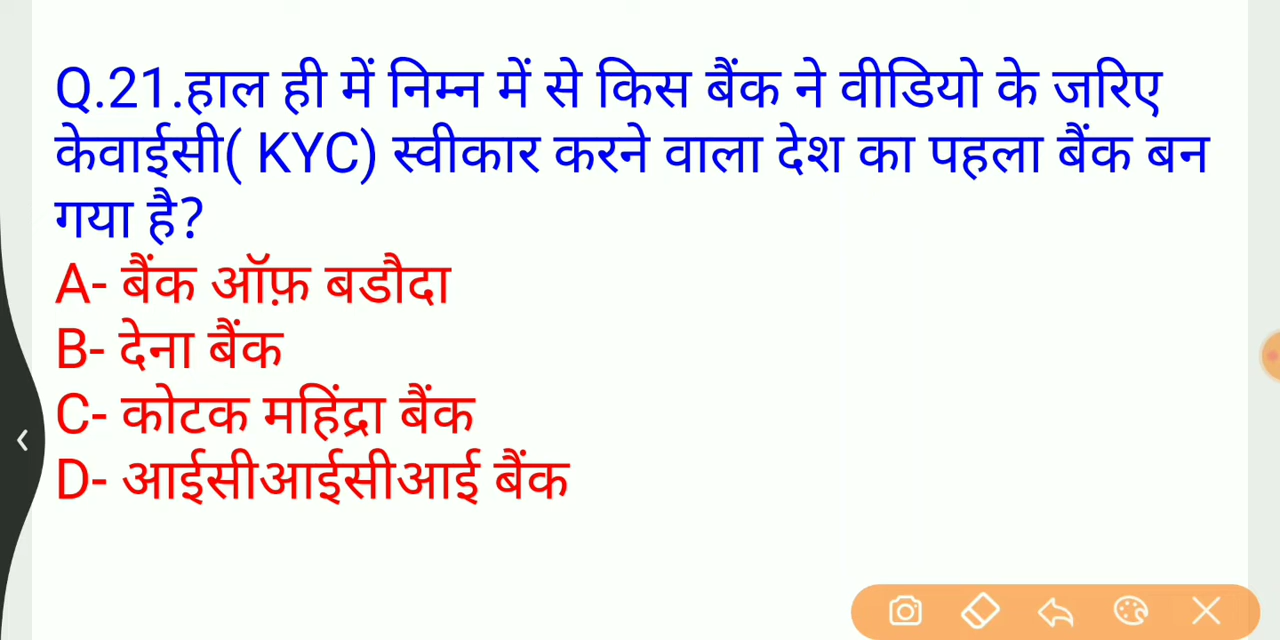 Q.21.हाल ही में निम्न में से किस बैंक ने वीडियो के जरिए
केवाईसी( KYC) स्वीकार करने वाला देश का पहला बैंक बन
गया है?
A- बैंक ऑफ़ बडौदा
B- देना बैंक
C- कोटक महिंद्रा बैंक
D- आईसीआईसीआई बैंक